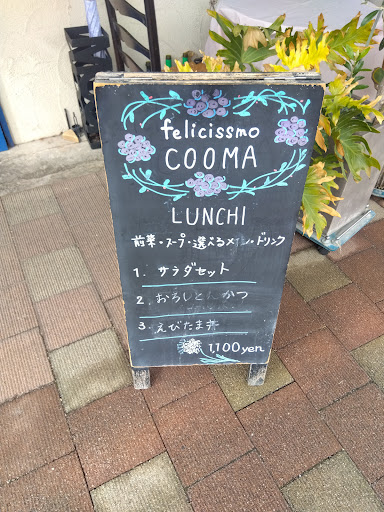 felicissmo
COOMA
LUNCHI
前菜・スープ・選べるメイン・ドリンク
1. サラダセット
2. おろしとんかつ
3. えびたま丼
1,100yen.